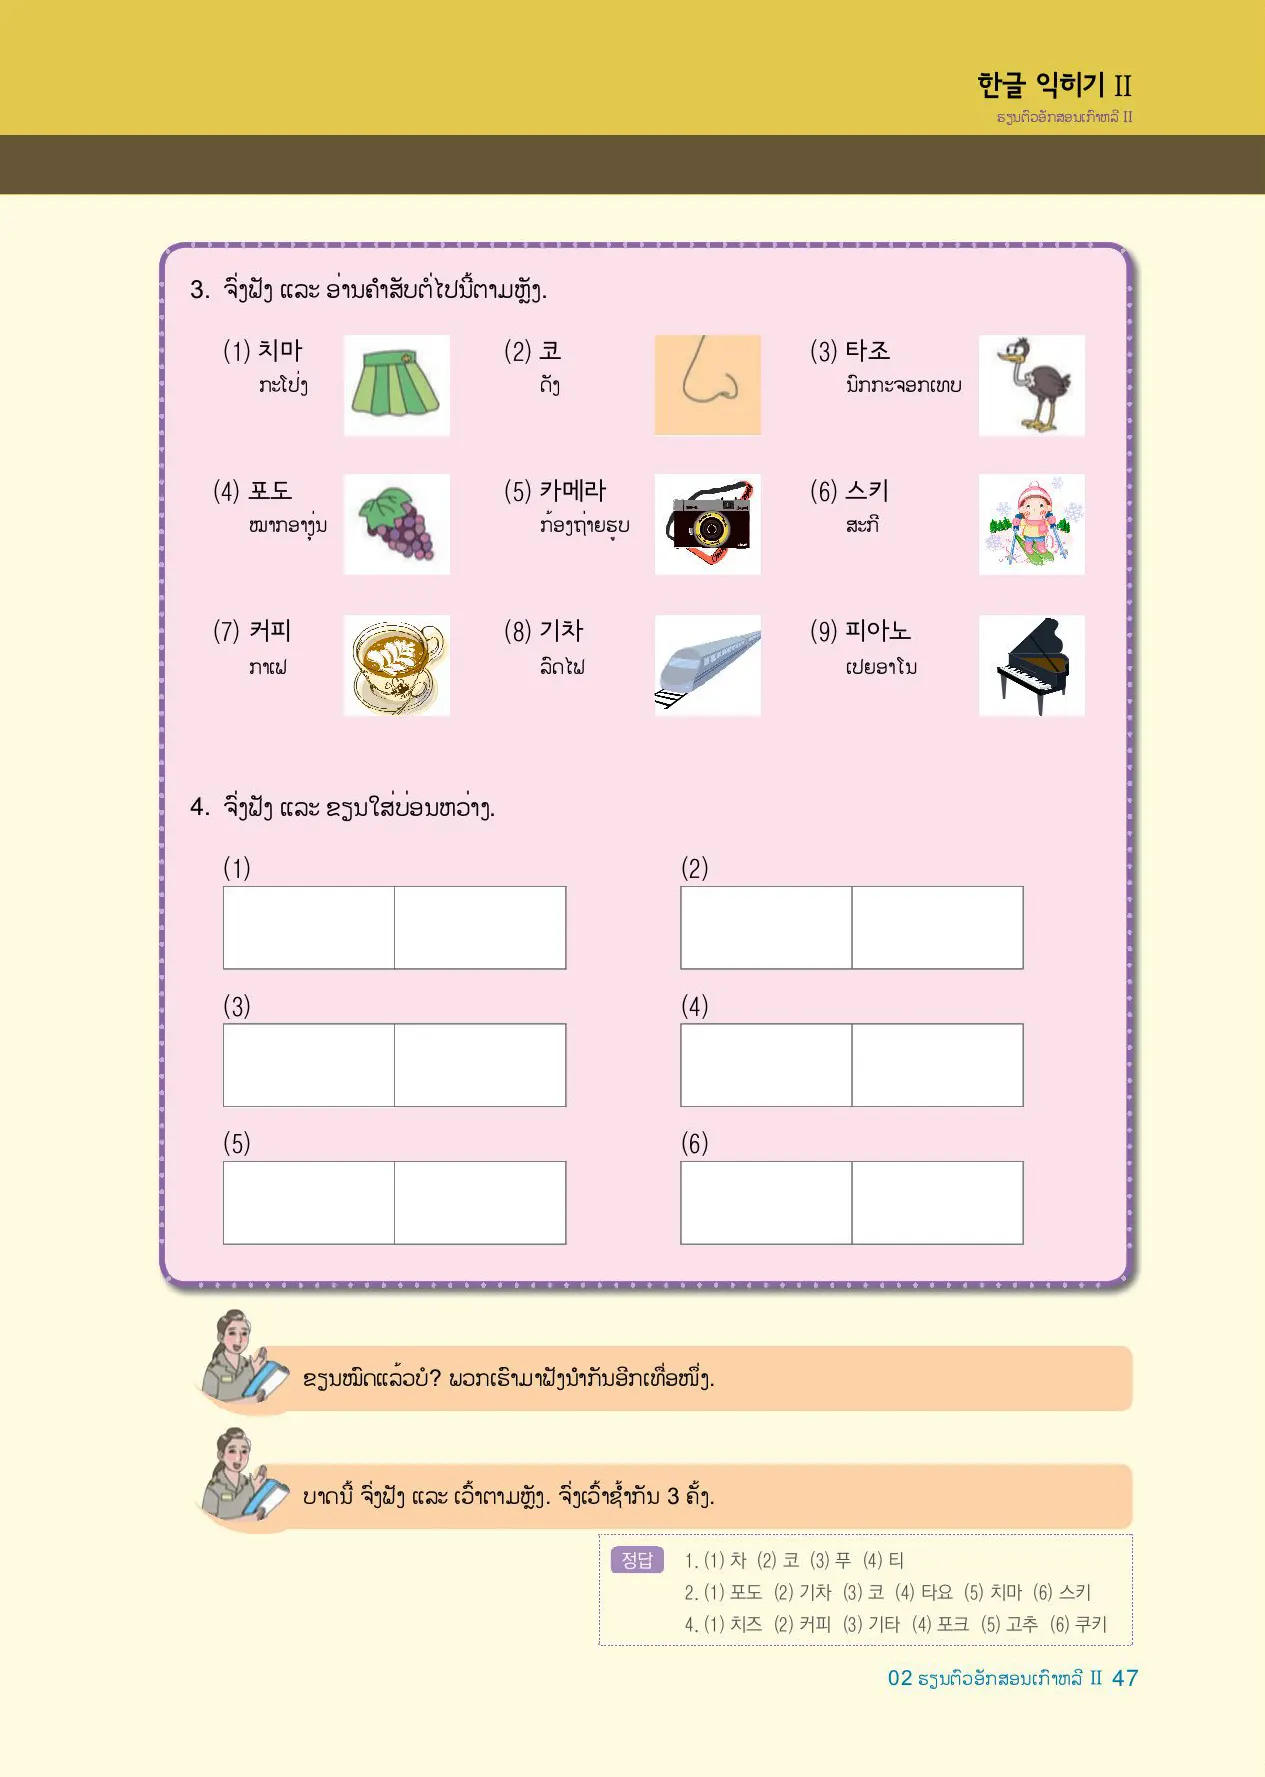 한글 익히기 II
ຮຽນຕົວອັກສອນເກົາຫລີ II
3. ຈົ່ງຟັງ ແລະ ອ່ານຄຳສັບຕໍ່ໄປນີ້ຕາມຫຼັງ.
(1) 치마 (2) 코 (3) 타조
ກະໂປ່ງ ດັງ ນົກກະຈອກເທບ
(4) 포도 (5) 카메라 (6) 스키
ໝາກອງຸ່ນ ກ້ອງຖ່າຍຮູບ ສະກີ
(7) 커피 (8) 기차 (9) 피아노
ກາເຟ ລົດໄຟ ເປຍອາໂນ
4. ຈົ່ງຟັງ ແລະ ຂຽນໃສ່ບ່ອນຫວ່າງ.
(1) (2)
(3) (4)
(5) (6)
ຂຽນໝົດແລ້ວບໍ? ພວກເຮົາມາຟັງນຳກັນອີກເທື່ອໜຶ່ງ.
ບາດນີ້ ຈົ່ງຟັງ ແລະ ເວົ້າຕາມຫຼັງ. ຈົ່ງເວົ້າຊ້ຳກັນ 3 ຄັ້ງ.
정답 1. (1) 차 (2) 코 (3) 푸 (4) 티
2. (1) 포도 (2) 기차 (3) 코 (4) 타요 (5) 치마 (6) 스키
4. (1) 치즈 (2) 커피 (3) 기타 (4) 포크 (5) 고추 (6) 쿠키
02 ຮຽນຕົວອັກສອນເກົາຫລີ II 47